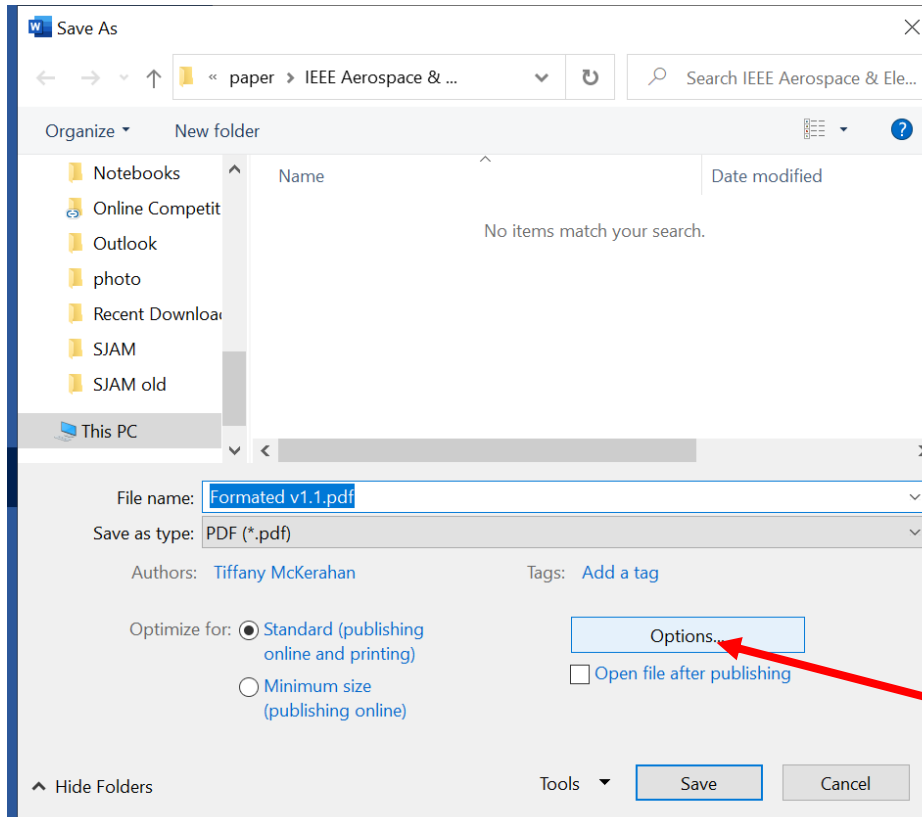 W Save As
« paper > IEEE Aerospace & ... Search IEEE Aerospace & Ele...
Organize New folder ?
Notebooks
Online Competit
Outlook
photo
Recent Downloa
SJAM
SJAM old
This PC
Name Date modified
No items match your search.
File name: Formated v1.1.pdf
Save as type: PDF (*.pdf)
Authors: Tiffany McKerahan Tags: Add a tag
Optimize for: Standard (publishing
online and printing)
Minimum size
(publishing online)
Options...
Open file after publishing
Hide Folders Tools Save Cancel